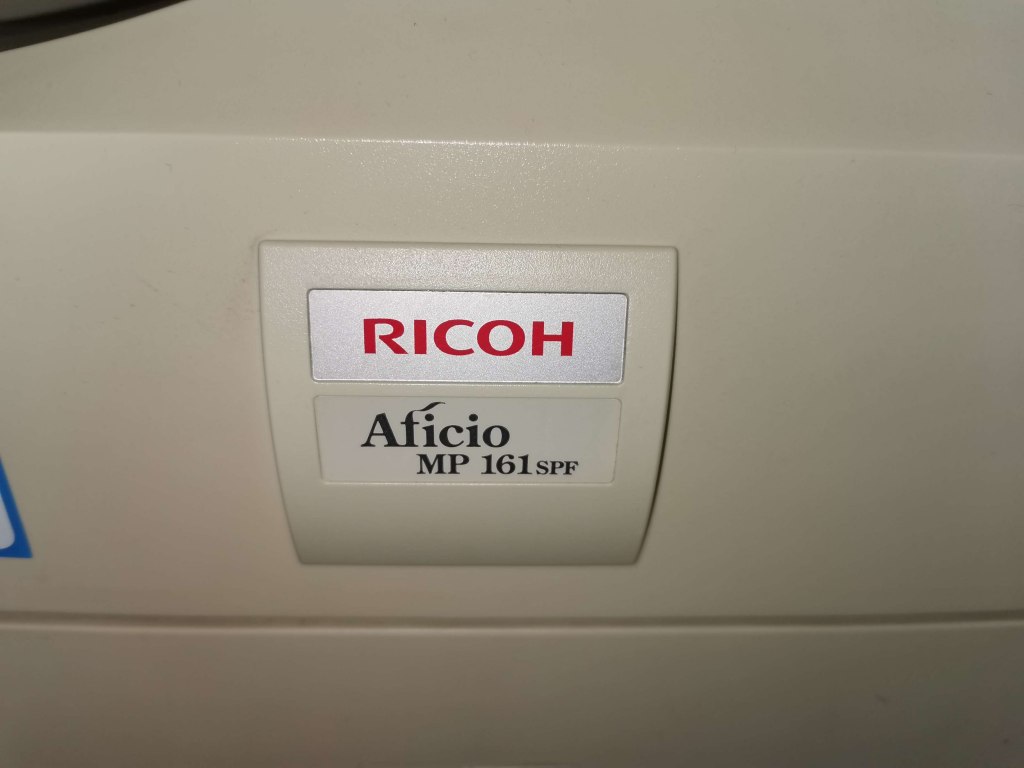 RICOH
Aficio
MP 161 SPF